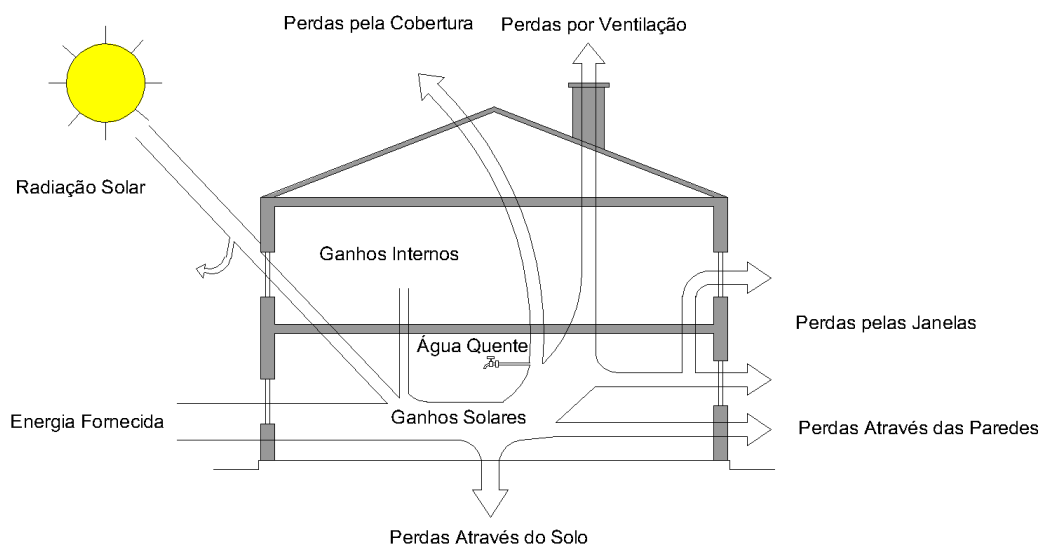 Perdas pela Cobertura
Perdas por Ventilação
Radiação Solar
Ganhos Internos
Perdas pelas Janelas
Água Quente
Energia Fornecida
Ganhos Solares
Perdas Através das Paredes
Perdas Através do Solo